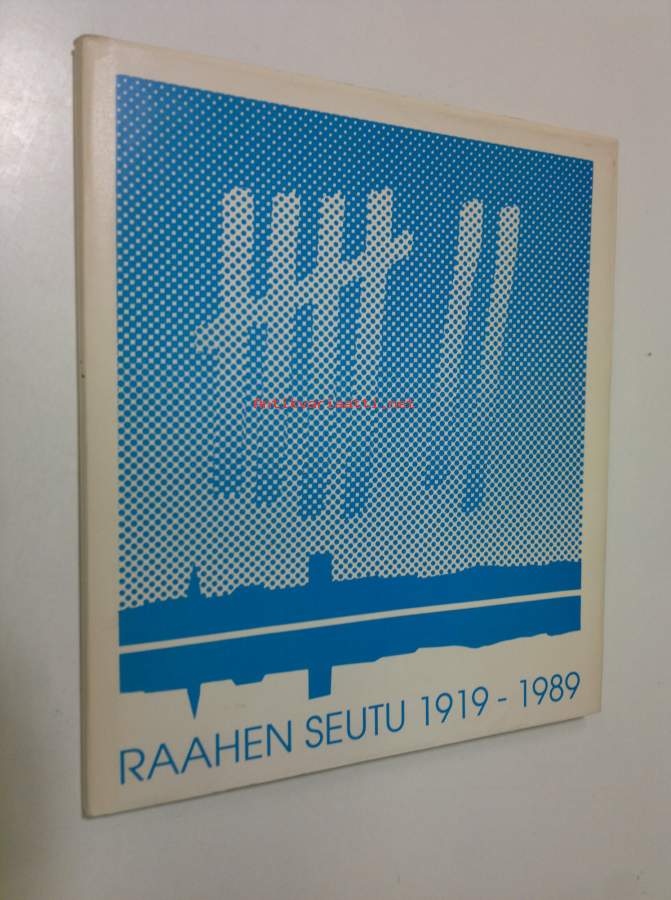 Antikvariaatti.net
RAAHEN SEUTU 1919 - 1989